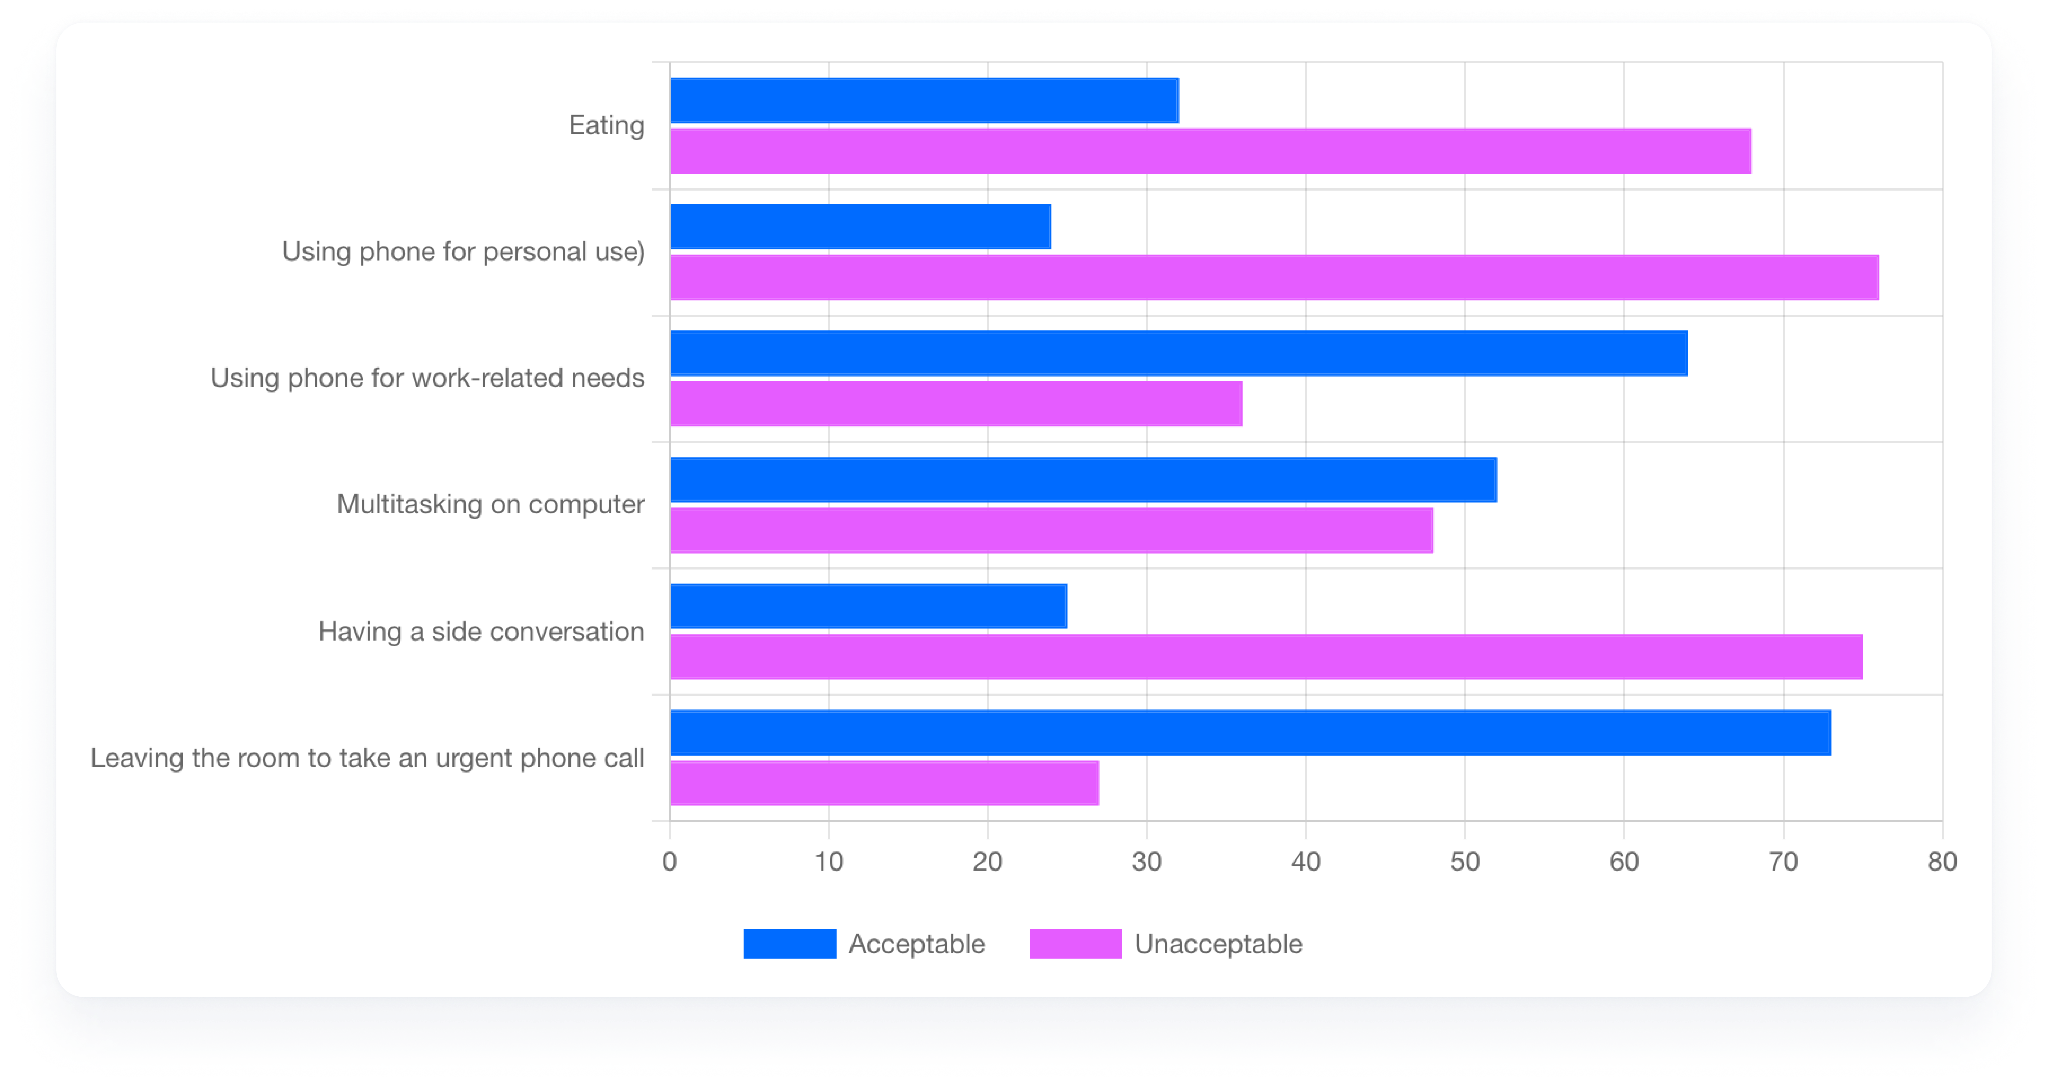 Eating
Using phone for personal use)
Using phone for work-related needs
Multitasking on computer
Having a side conversation
Leaving the room to take an urgent phone call
0 10 20 30 40 50 60 70 80
Acceptable Unacceptable